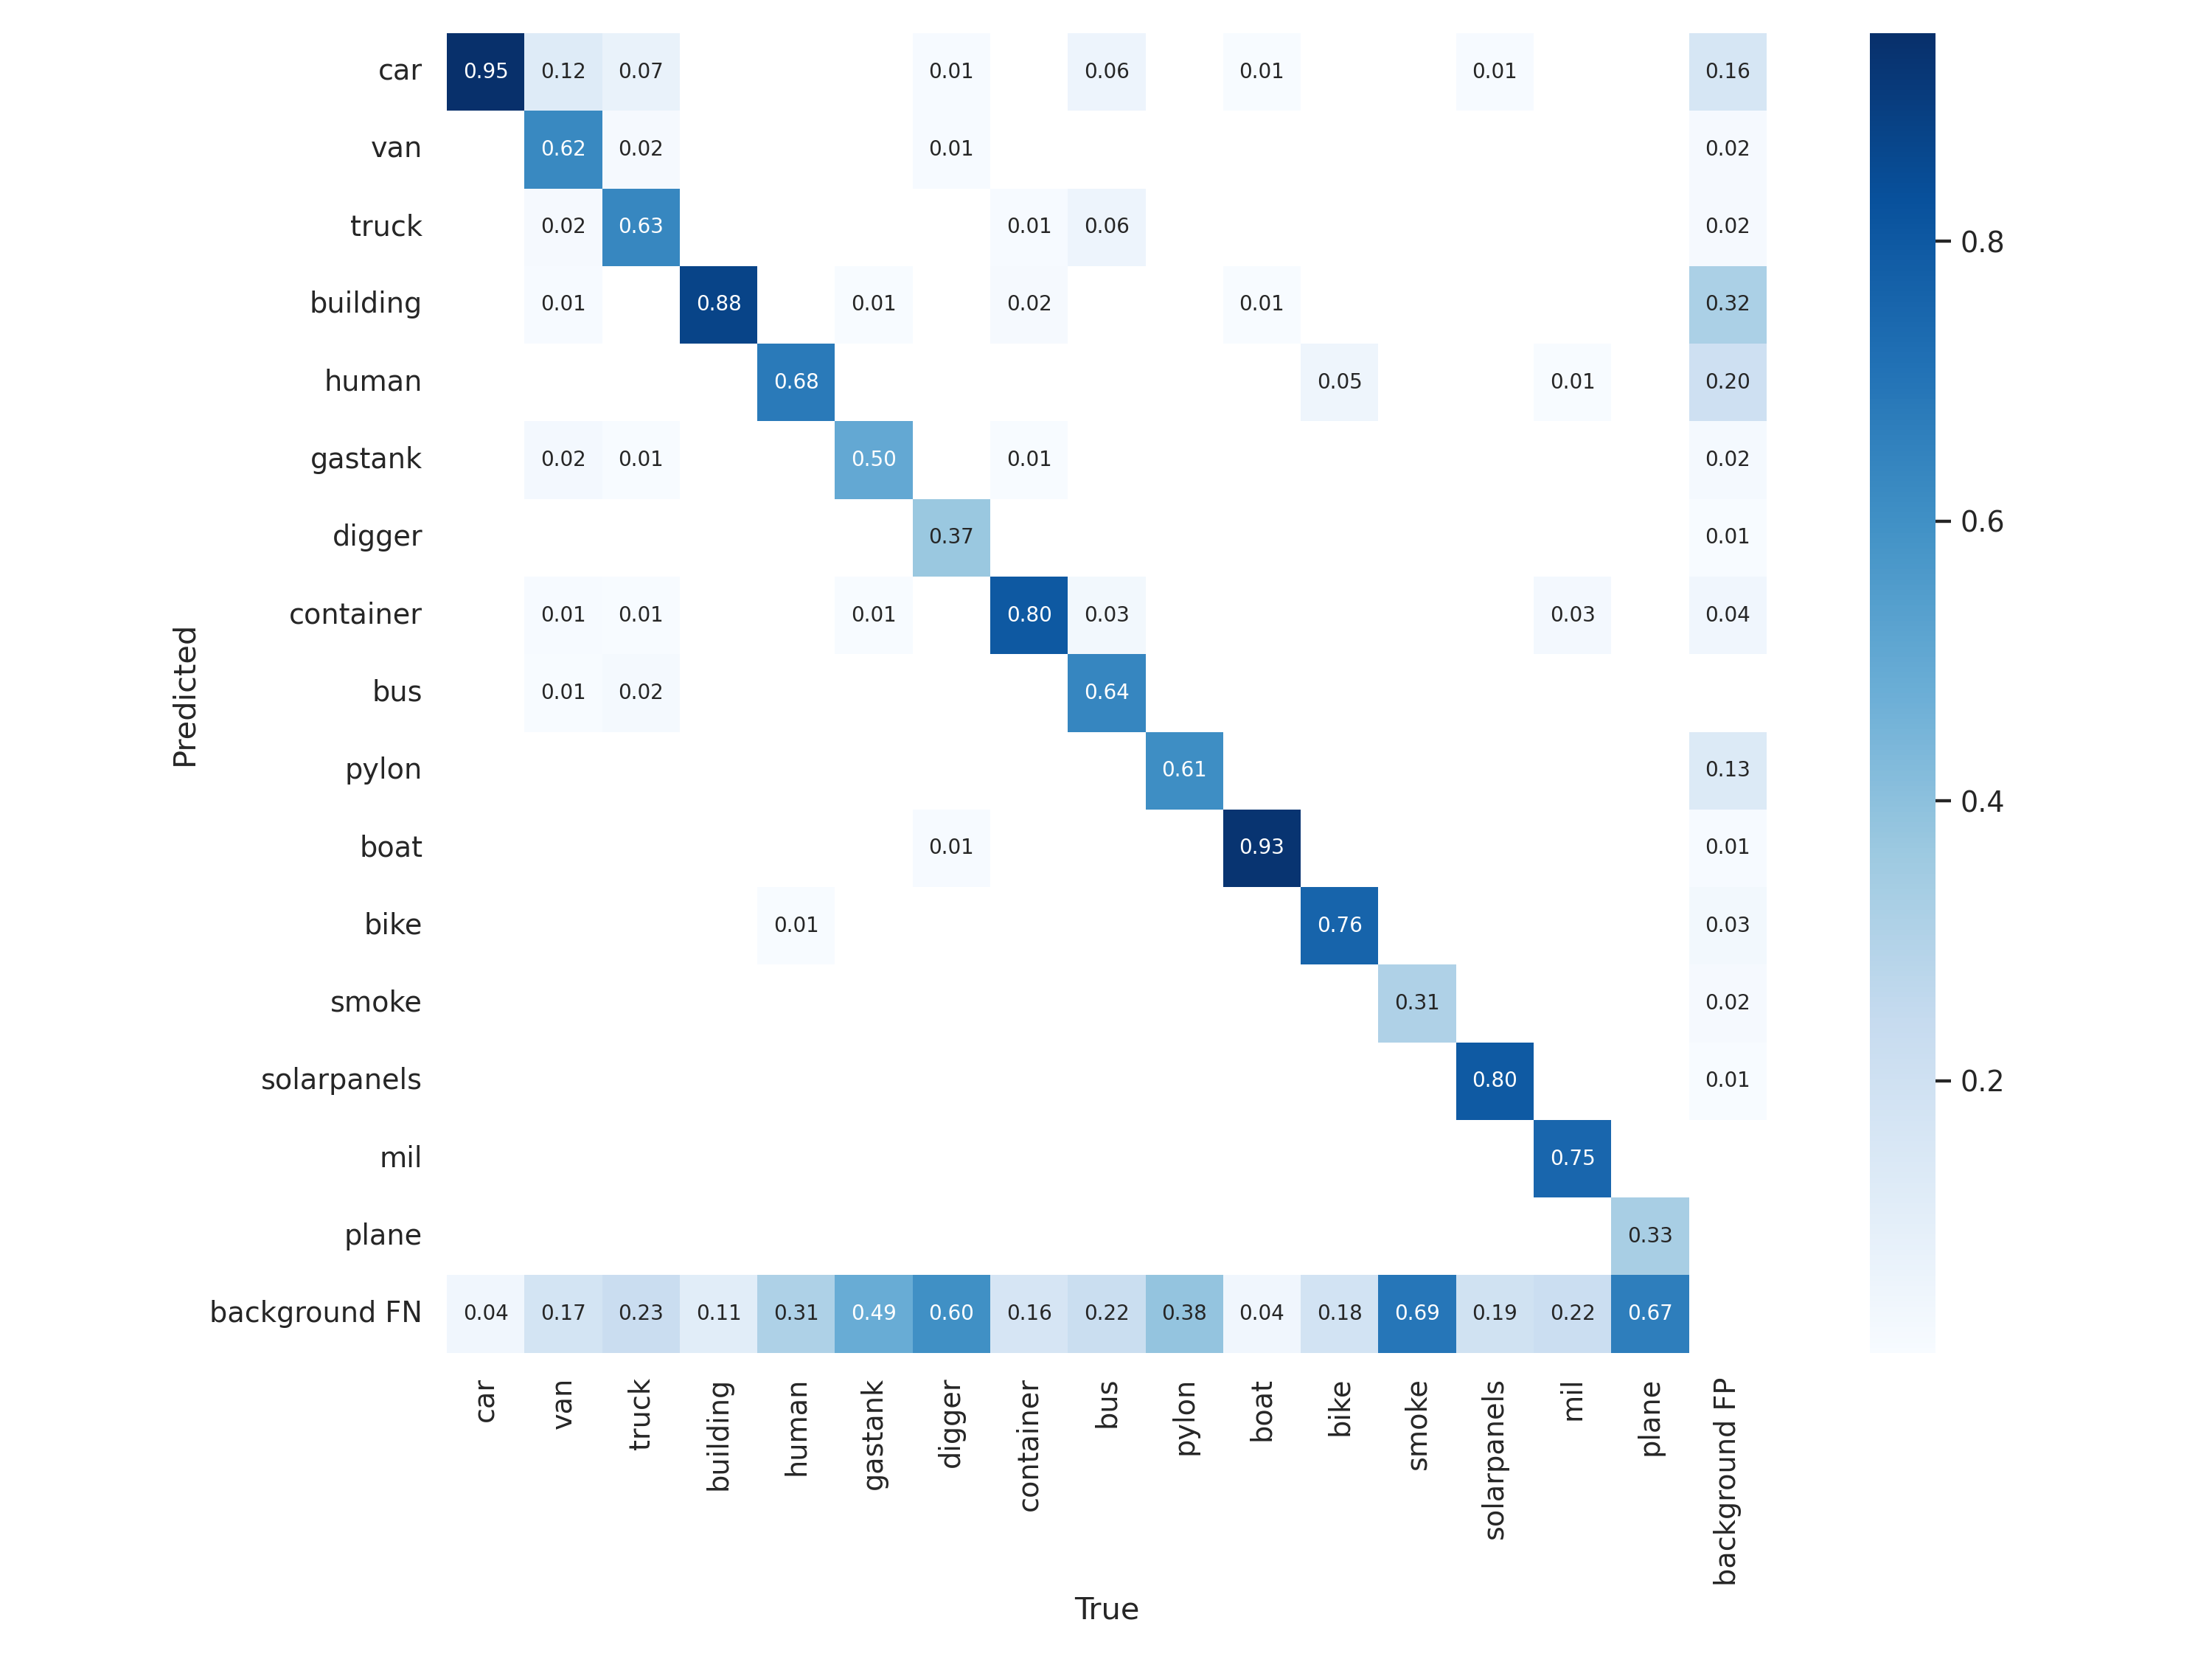 car 0.95 0.12 0.07 0.01 0.06 0.01 0.01 0.16
van 0.62 0.02 0.01 0.02
truck 0.02 0.63 0.01 0.06 0.02
0.8
building 0.01 0.88 0.01 0.02 0.01 0.32
human 0.68 0.05 0.01 0.20
gastank 0.02 0.01 0.50 0.01 0.02
0.6
digger 0.37 0.01
container 0.01 0.01 0.01 0.80 0.03 0.03 0.04
Predicted
bus 0.01 0.02 0.64
pylon 0.61 0.13
0.4
boat 0.01 0.93 0.01
bike 0.01 0.76 0.03
smoke 0.31 0.02
solarpanels 0.80 0.01
0.2
mil 0.75
plane 0.33
background FN 0.04 0.17 0.23 0.11 0.31 0.49 0.60 0.16 0.22 0.38 0.04 0.18 0.69 0.19 0.22 0.67
car
van
truck
building
human
gastank
digger
container
bus
pylon
boat
bike
smoke
solarpanels
mil
plane
background FP
True